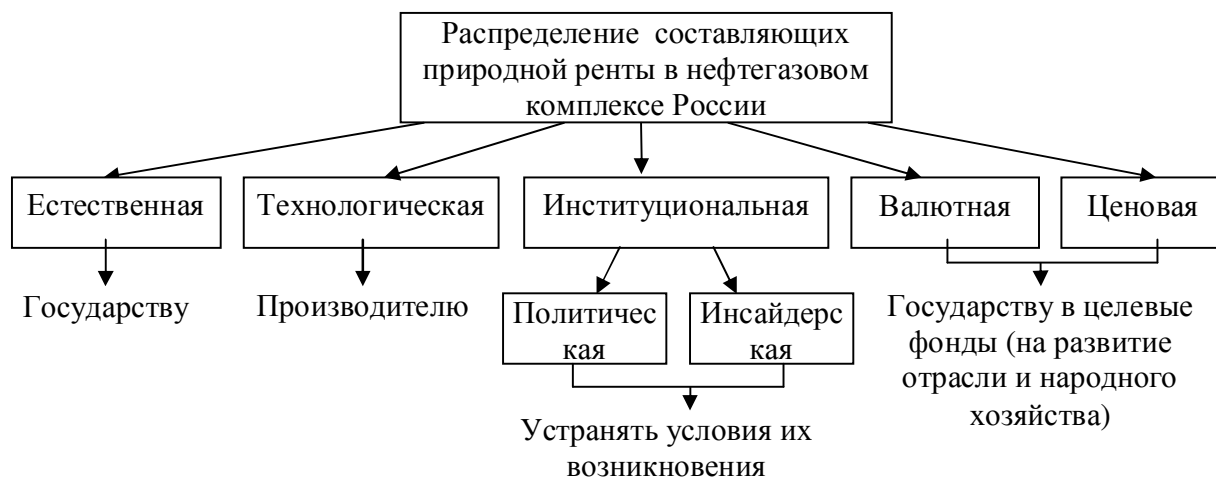 Распределение составляющих
природной ренты в нефтегазовом
комплексе России
Естественная
Технологическая
Институциональная
Валютная
Ценовая
Государству
Производителю
Политичес
кая
Инсайдерс
кая
Государству в целевые
фонды (на развитие
отрасли и народного
хозяйства)
Устранять условия их
возникновения